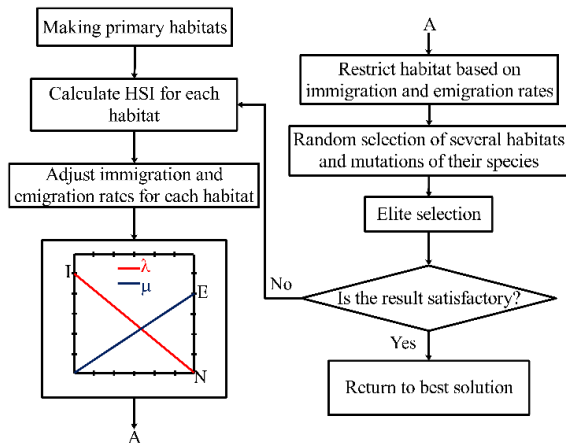 Making primary habitats
Calculate HSI for each
habitat
Adjust immigration and
emigration rates for each habitat
I
λ
μ
E
N
A
A
Restrict habitat based on
immigration and emigration rates
Random selection of several habitats
and mutations of their species
Elite selection
Is the result satisfactory?
No
Yes
Return to best solution